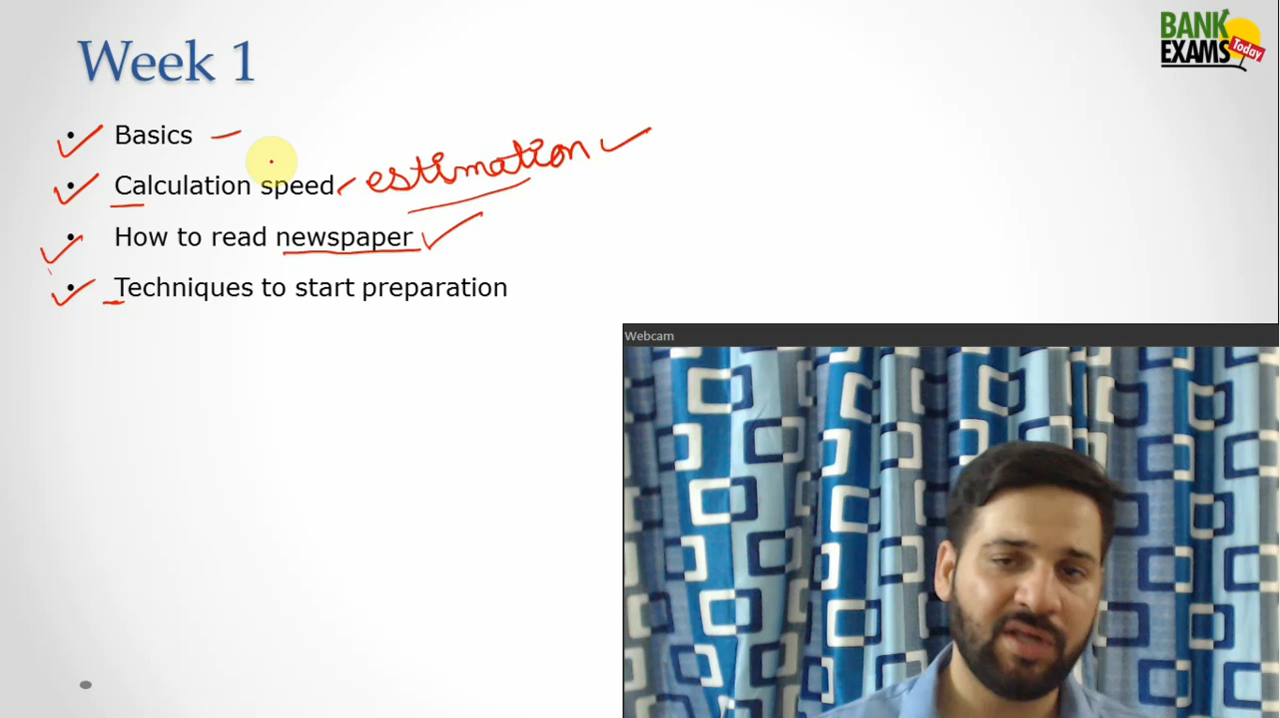 Week 1
BANK
EXAMS Today
• Basics
• Calculation speed estimation
• How to read newspaper
• Techniques to start preparation
Webcam